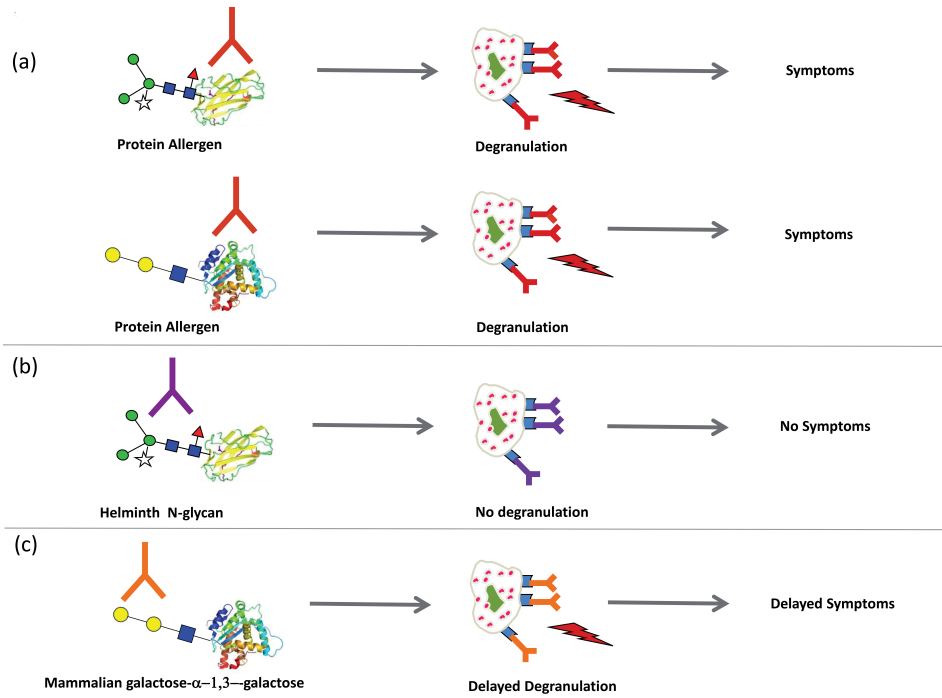 (a)
Protein Allergen
Degranulation
Symptoms
Protein Allergen
Degranulation
Symptoms
(b)
Helminth N-glycan
No degranulation
No Symptoms
(c)
Mammalian galactose-α–1,3–-galactose
Delayed Degranulation
Delayed Symptoms